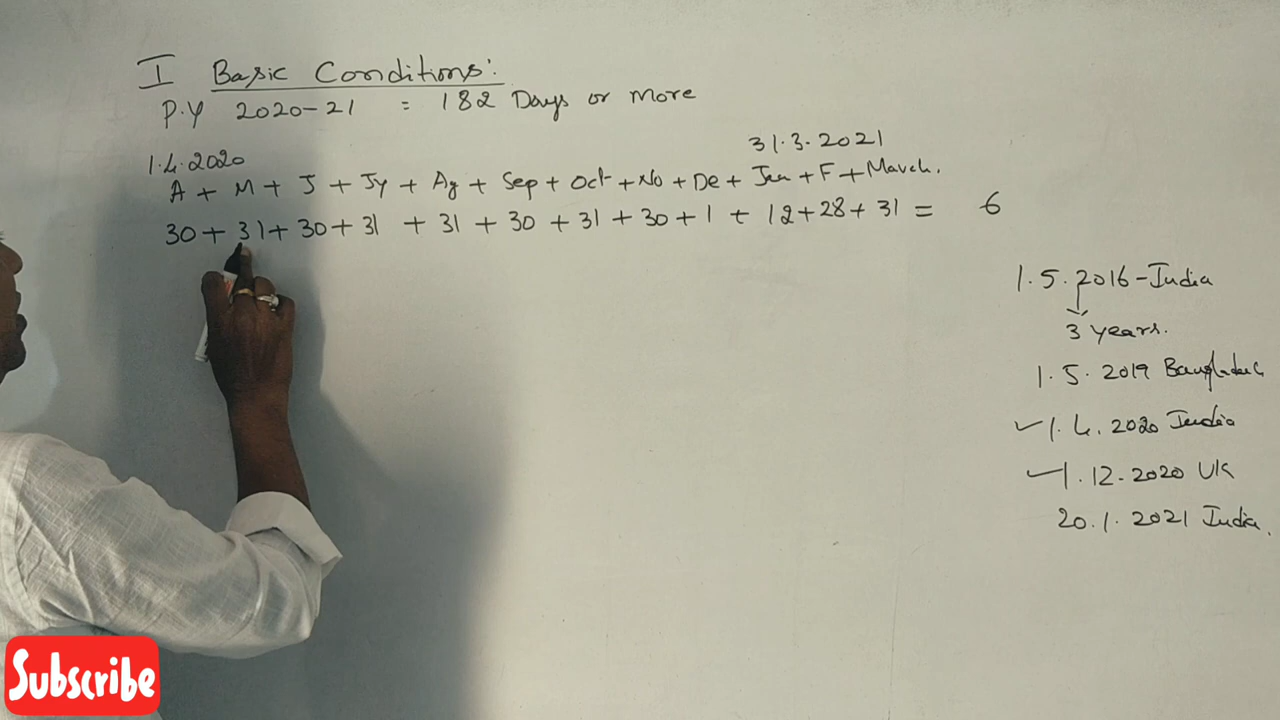 I Basic Conditions:
P.Y 2020-21 = 182 Days or more
1.4.2020
31.3.2021
A + M + J + Jy + Ag + Sep + Oct + No + De + Jan + F + March.
30 + 31 + 30 + 31 + 31 + 30 + 31 + 30 + 1 + 12 + 28 + 31 = 6
1.5.2016-India
3 years.
1.5.2019
✓1.4.2020 India
✓1.12.2020 UK
20.1.2021 India.
Subscribe